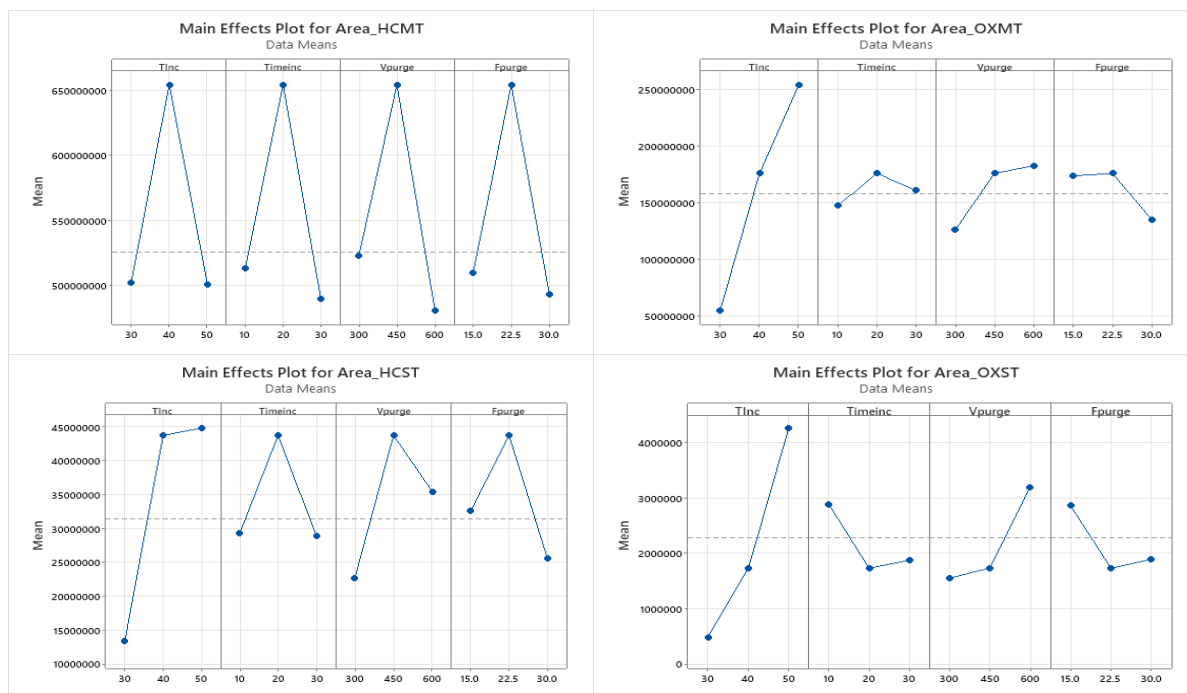 Main Effects Plot for Area_HCMT
Data Means
TInc Timeinc Vpurge Fpurge
650000000
600000000
550000000
500000000
Mean
30 40 50 10 20 30 300 450 600 15.0 22.5 30.0
Main Effects Plot for Area_OXMT
Data Means
TInc Timeinc Vpurge Fpurge
250000000
200000000
150000000
100000000
50000000
Mean
30 40 50 10 20 30 300 450 600 15.0 22.5 30.0
Main Effects Plot for Area_HCST
Data Means
TInc Timeinc Vpurge Fpurge
45000000
40000000
35000000
30000000
25000000
20000000
15000000
10000000
Mean
30 40 50 10 20 30 300 450 600 15.0 22.5 30.0
Main Effects Plot for Area_OXST
Data Means
TInc Timeinc Vpurge Fpurge
4000000
3000000
2000000
1000000
0
Mean
30 40 50 10 20 30 300 450 600 15.0 22.5 30.0